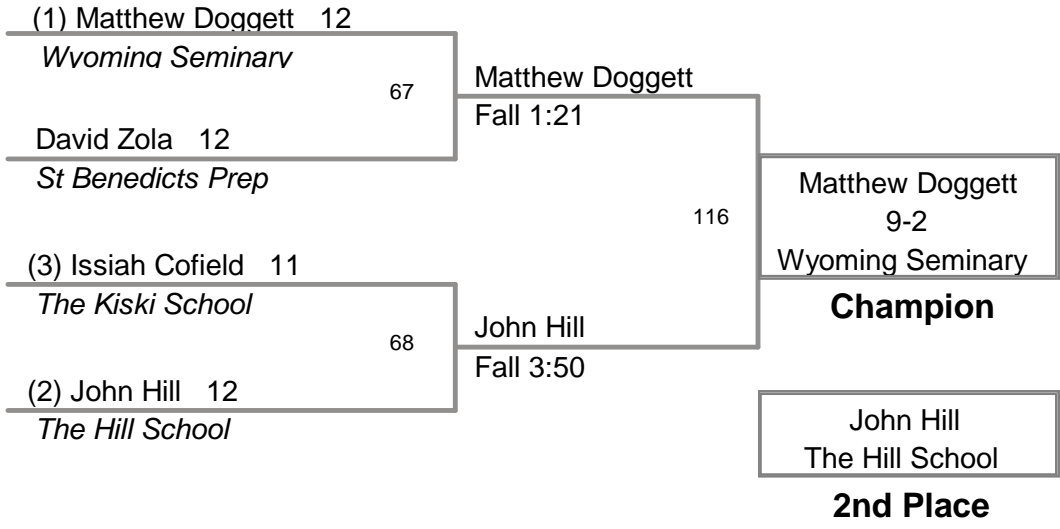 (1) Matthew Doggett 12
Wyoming Seminary
67
Matthew Doggett
Fall 1:21
David Zola 12
St Benedicts Prep
116
Matthew Doggett
9-2
Wyoming Seminary
Champion
(3) Issiah Cofield 11
The Kiski School
68
John Hill
Fall 3:50
(2) John Hill 12
The Hill School
John Hill
The Hill School
2nd Place